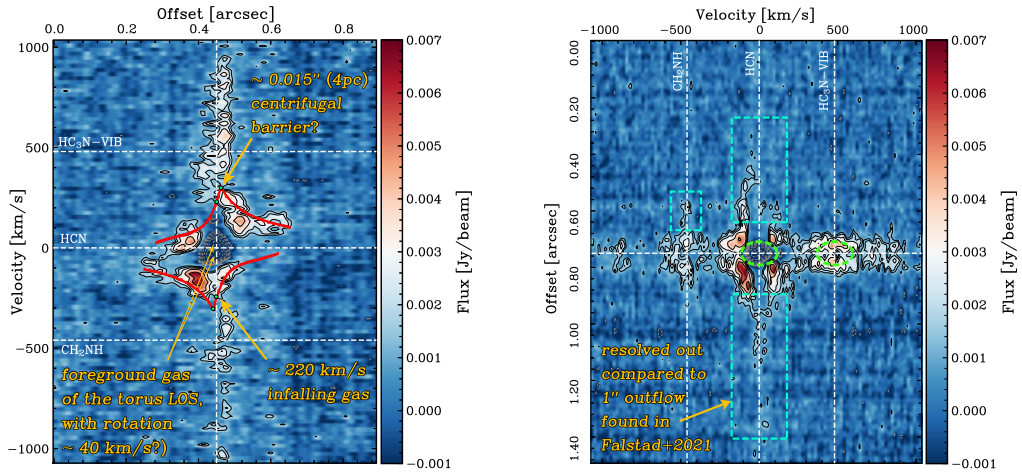 Offset [arcsec]
0.0 0.2 0.4 0.6 0.8
1000
500
0
−500
−1000
Velocity [km/s]
HC3N−VIB
HCN
CH2NH
~ 0.015" (4pc)
centrifugal
barrier?
foreground gas
of the torus LOS,
with rotation
~ 40 km/s?)
~ 220 km/s
infalling gas
0.007
0.006
0.005
0.004
0.003
0.002
0.001
0.000
−0.001
Flux [Jy/beam]
Velocity [km/s]
−1000 −500 0 500 1000
0.00
0.20
0.40
0.60
0.80
1.00
1.20
1.40
Offset [arcsec]
CH2NH
HCN
HC3N−VIB
resolved out
compared to
1" outflow
found in
Falstad+2021
0.007
0.006
0.005
0.004
0.003
0.002
0.001
0.000
−0.001
Flux [Jy/beam]